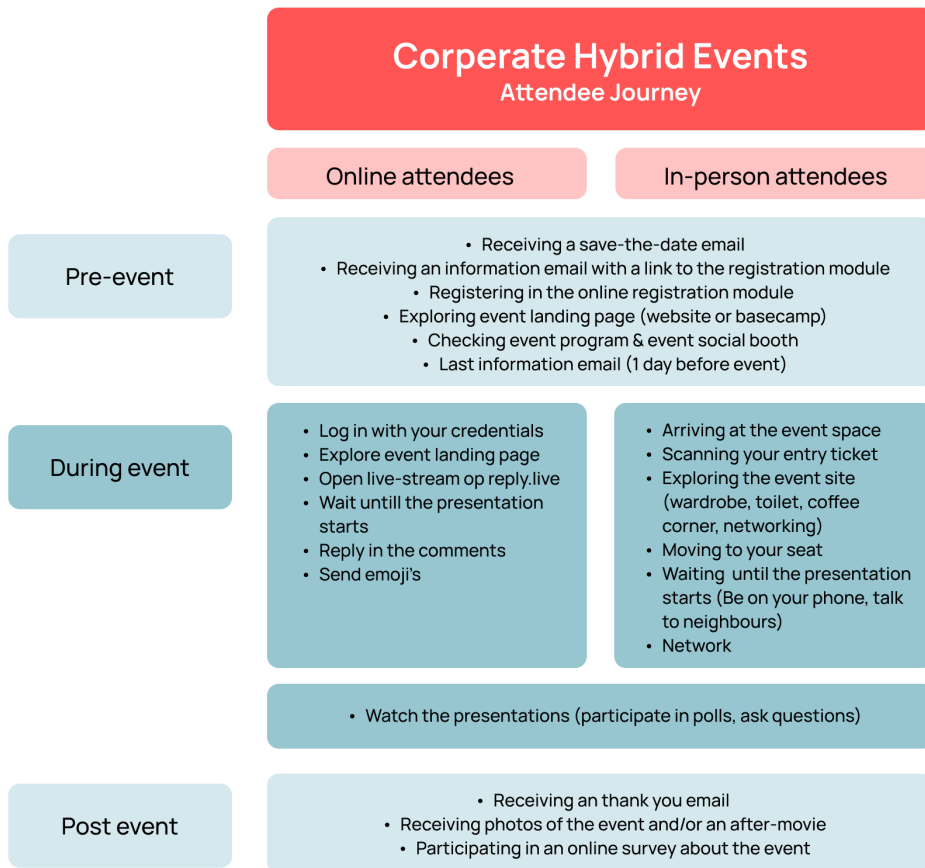 Corperate Hybrid Events
Attendee Journey
Online attendees
In-person attendees
Pre-event
• Receiving a save-the-date email
• Receiving an information email with a link to the registration module
• Registering in the online registration module
• Exploring event landing page (website or basecamp)
• Checking event program & event social booth
• Last information email (1 day before event)
During event
• Log in with your credentials
• Explore event landing page
• Open live-stream op reply.live
• Wait untill the presentation
starts
• Reply in the comments
• Send emoji's
• Arriving at the event space
• Scanning your entry ticket
• Exploring the event site
(wardrobe, toilet, coffee
corner, networking)
• Moving to your seat
• Waiting until the presentation
starts (Be on your phone, talk
to neighbours)
• Network
• Watch the presentations (participate in polls, ask questions)
Post event
• Receiving an thank you email
• Receiving photos of the event and/or an after-movie
• Participating in an online survey about the event